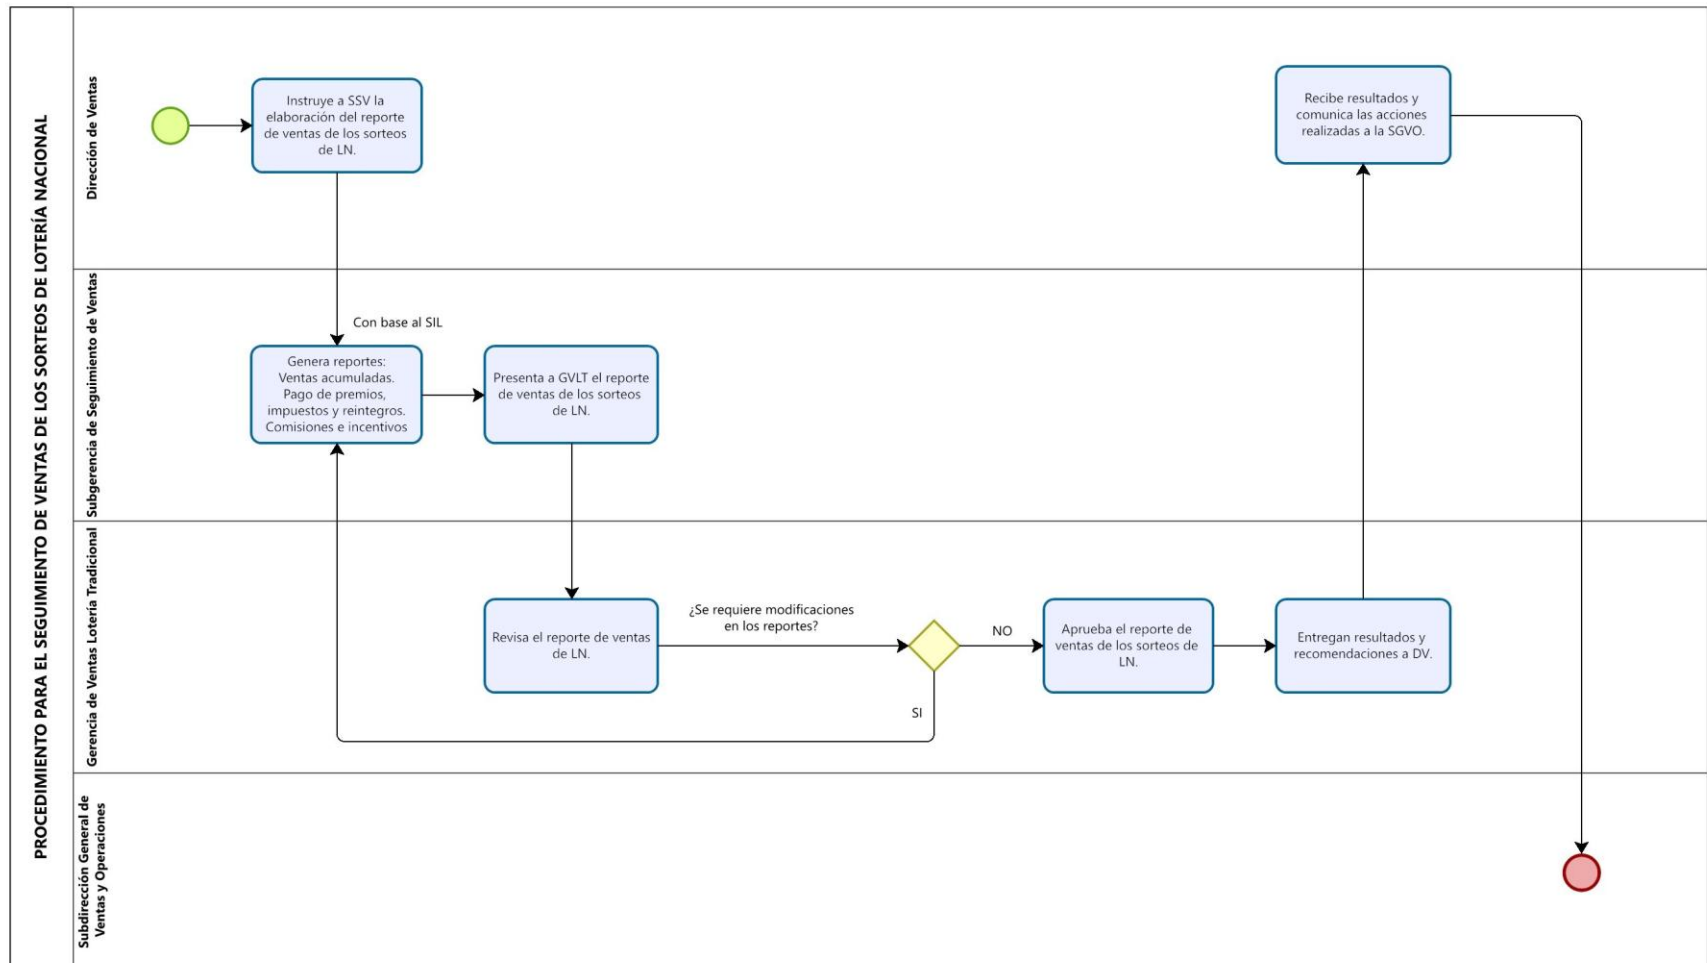 PROCEDIMIENTO PARA EL SEGUIMIENTO DE VENTAS DE LOS SORTEOS DE LOTERÍA NACIONAL
Dirección de Ventas
Instruye a SSV la
elaboración del reporte
de ventas de los sorteos
de LN.
Recibe resultados y
comunica las acciones
realizadas a la SGVO.
Subgerencia de Seguimiento de Ventas
Con base al SIL
Genera reportes:
Ventas acumuladas.
Pago de premios,
impuestos y reintegros.
Comisiones e incentivos
Presenta a GVLT el reporte
de ventas de los sorteos
de LN.
Gerencia de Ventas Lotería Tradicional
Revisa el reporte de ventas
de LN.
¿Se requiere modificaciones
en los reportes?
NO
SI
Aprueba el reporte de
ventas de los sorteos de
LN.
Entregan resultados y
recomendaciones a DV.
Subdirección General de
Ventas y Operaciones